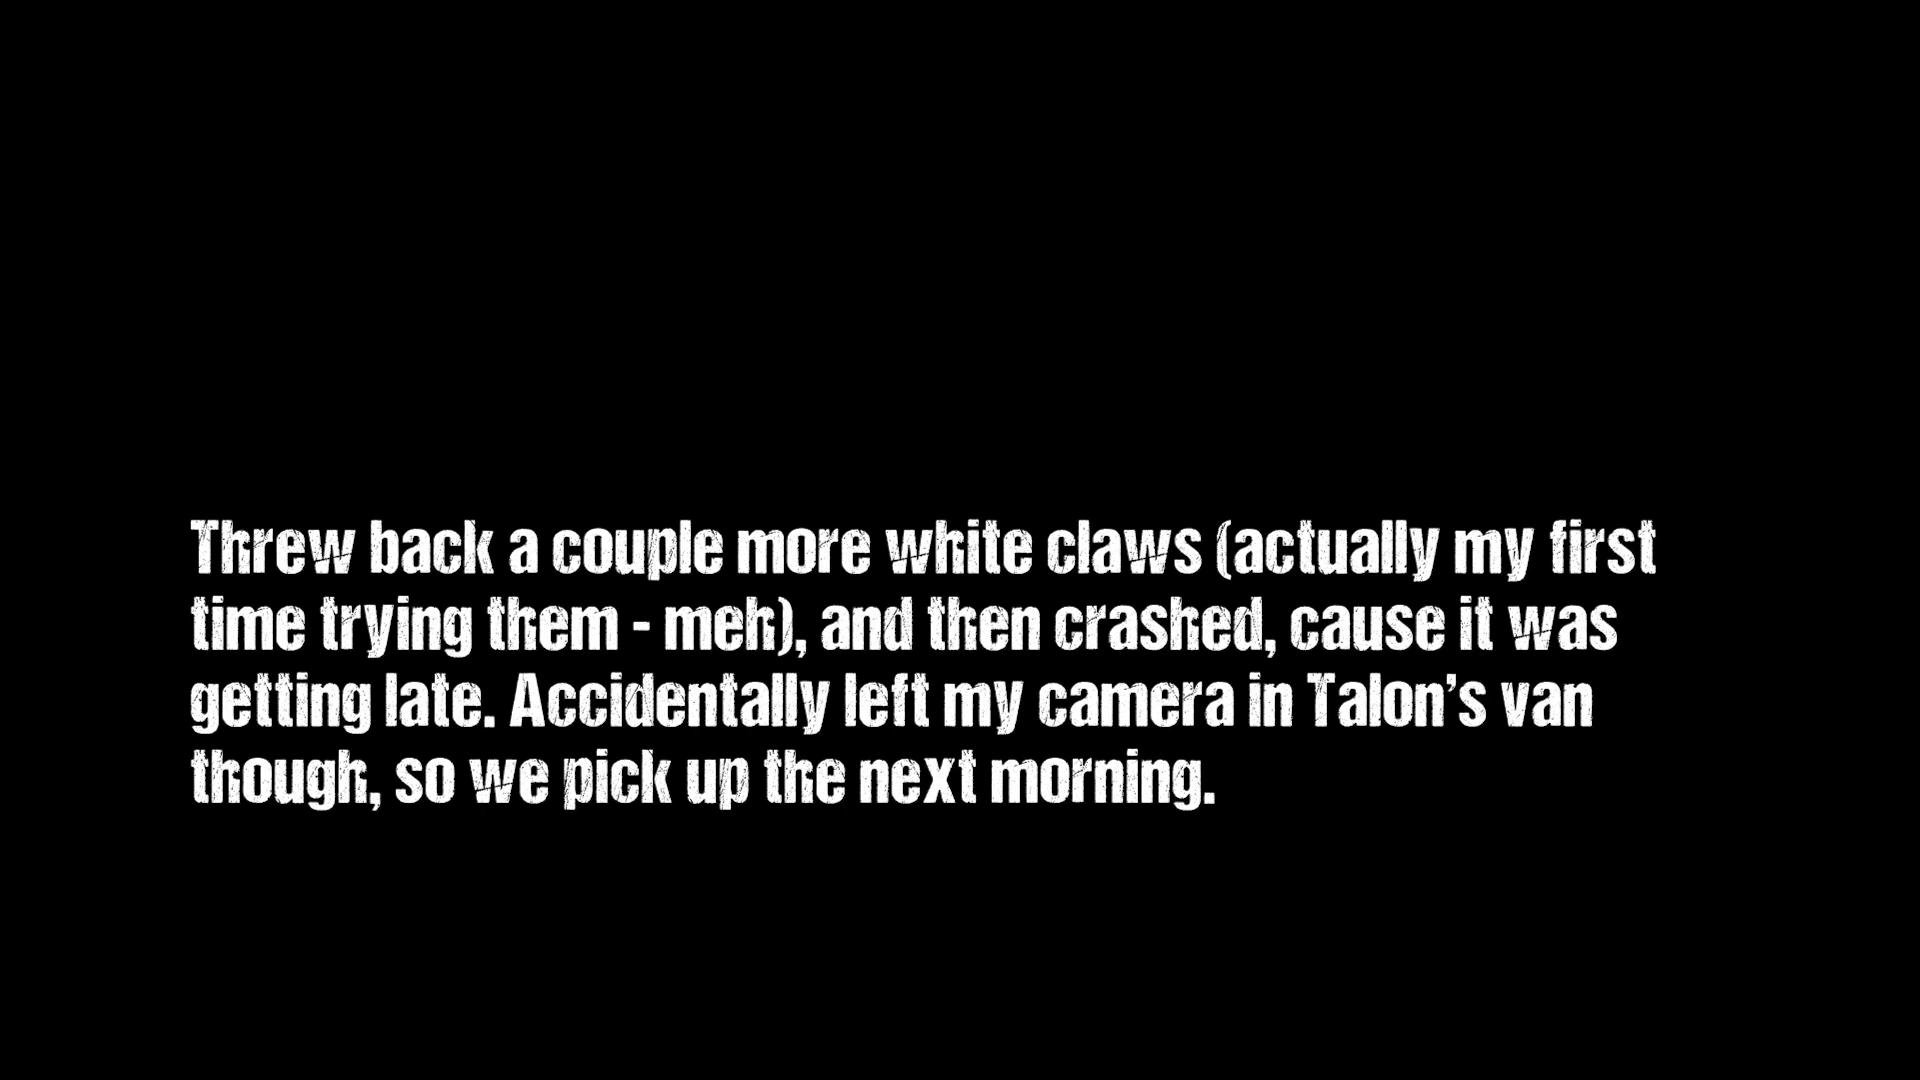 Threw back a couple more white claws (actually my first
time trying them - meh), and then crashed, cause it was
getting late. Accidentally left my camera in Talon’s van
though, so we pick up the next morning.